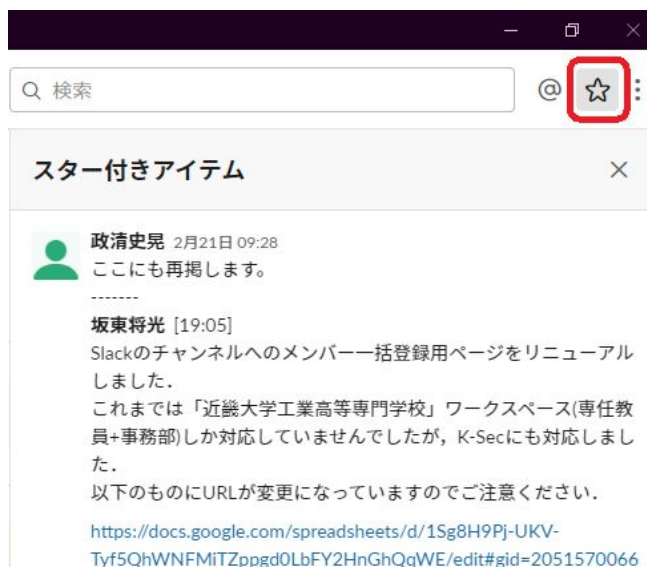 検索
スター付きアイテム
政清史晃 2月21日 09:28
ここにも再掲します。
-------
坂東将光 [19:05]
Slackのチャンネルへのメンバー一括登録用ページをリニューアル
しました．
これまでは「近畿大学工業高等専門学校」ワークスペース(専任教
員+事務部)しか対応していませんでしたが，K-Secにも対応しまし
た．
以下のものにURLが変更になっていますのでご注意ください．
https://docs.google.com/spreadsheets/d/1Sg8H9Pj-UKV-
Tyf5QhWNFMiTZppgd0LbFY2HnGhQqWE/edit#gid=2051570066